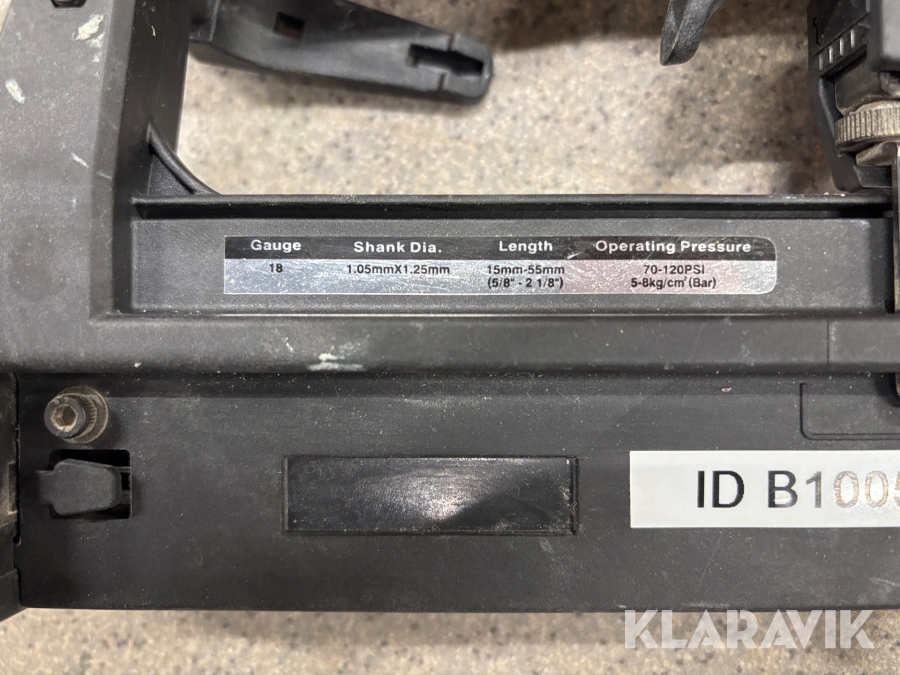 Gauge Shank Dia. Length Operating Pressure
18 1.05mmX1.25mm 15mm-55mm 70-120PSI
(5/8" - 2 1/8") 5-8kg/cm² (Bar)
ID B1005
KLARAVIK